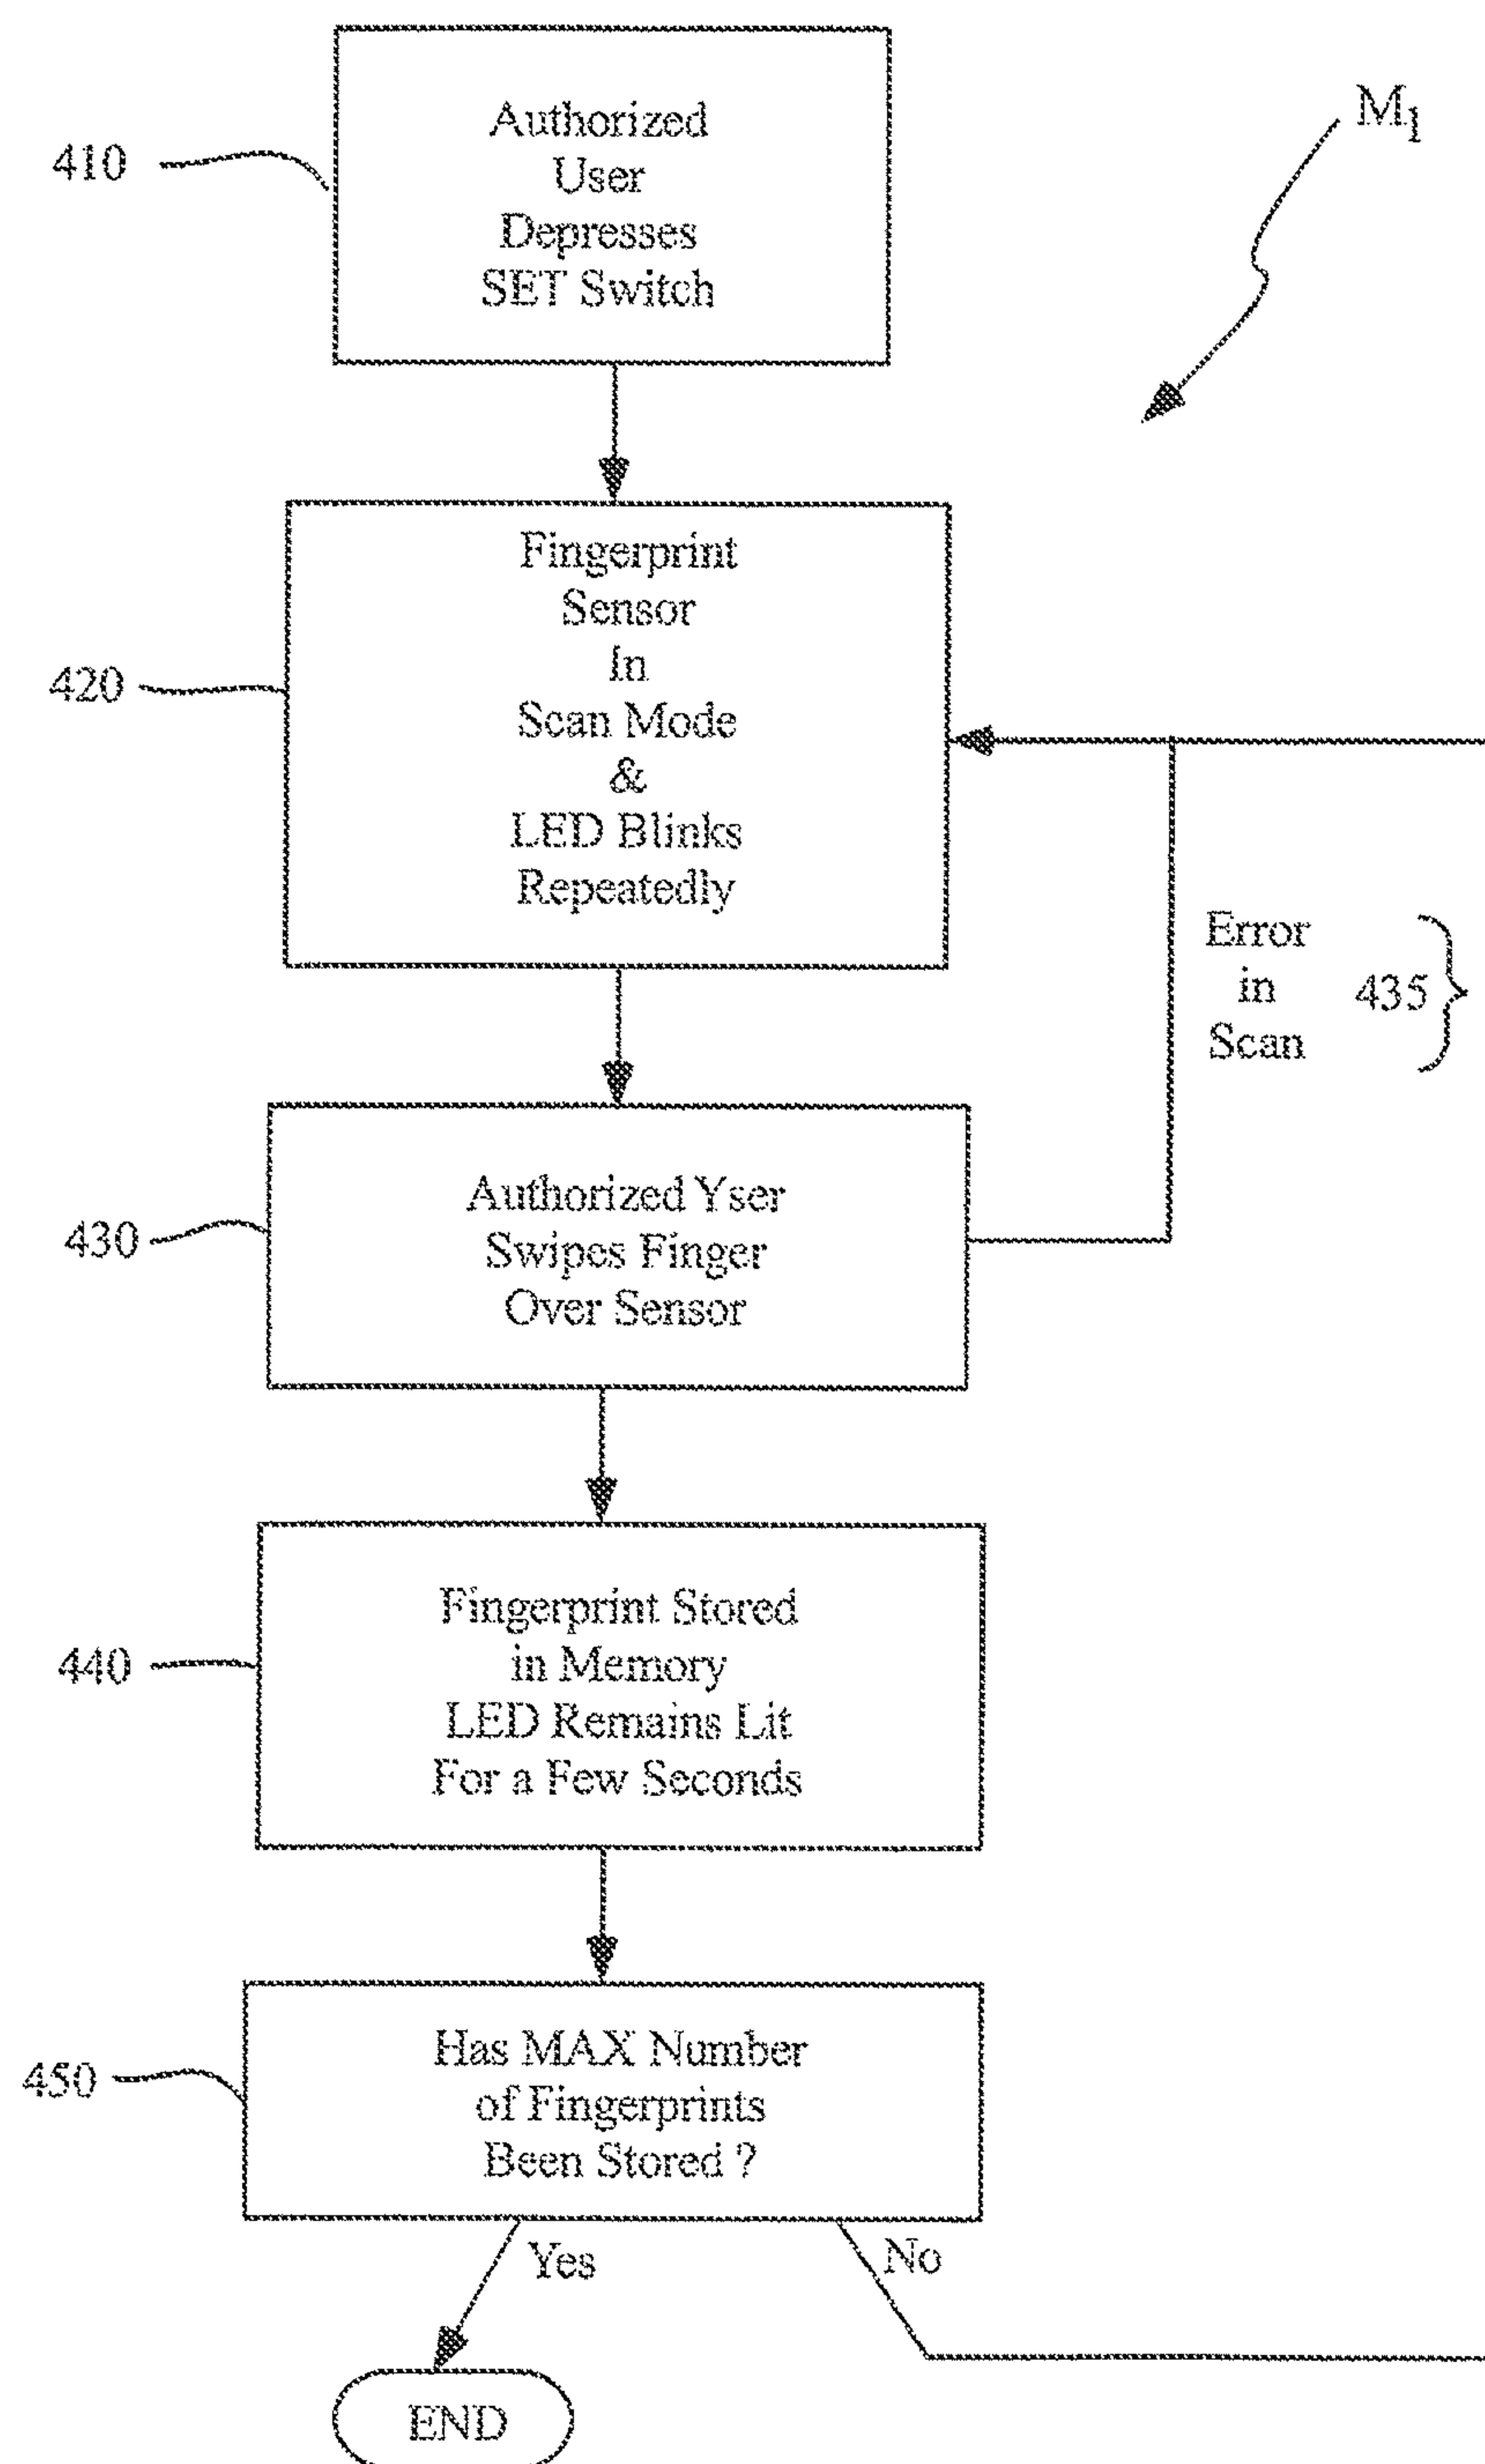 M1
410
Authorized
User
Depresses
SET Switch
420
Fingerprint
Sensor
in
Scan Mode
&
LED Blinks
Repeatedly
Error
in
Scan
435
430
Authorized Yser
Swipes Finger
Over Sensor
440
Fingerprint Stored
in Memory
LED Remains Lit
For a Few Seconds
450
Has MAX Number
of Fingerprints
Been Stored ?
Yes
No
END